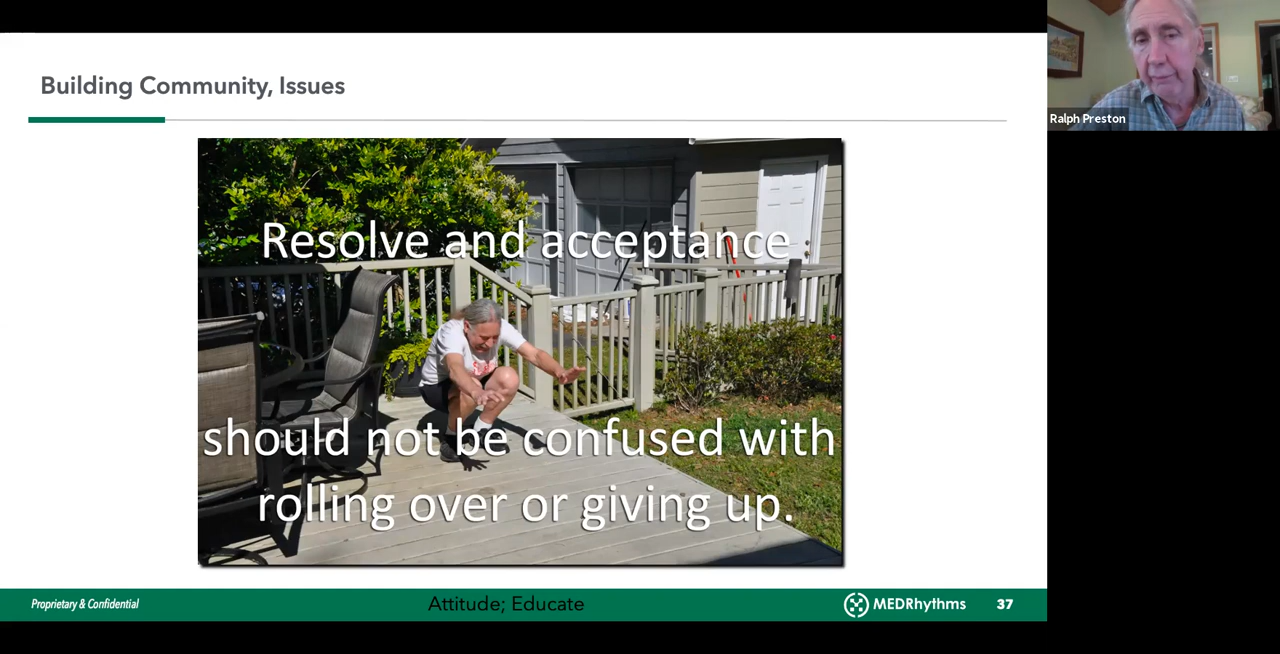 Building Community, Issues
Ralph Preston
Resolve and acceptance
should not be confused with
rolling over or giving up.
Proprietary & Confidential
Attitude; Educate
MEDRhythms
37